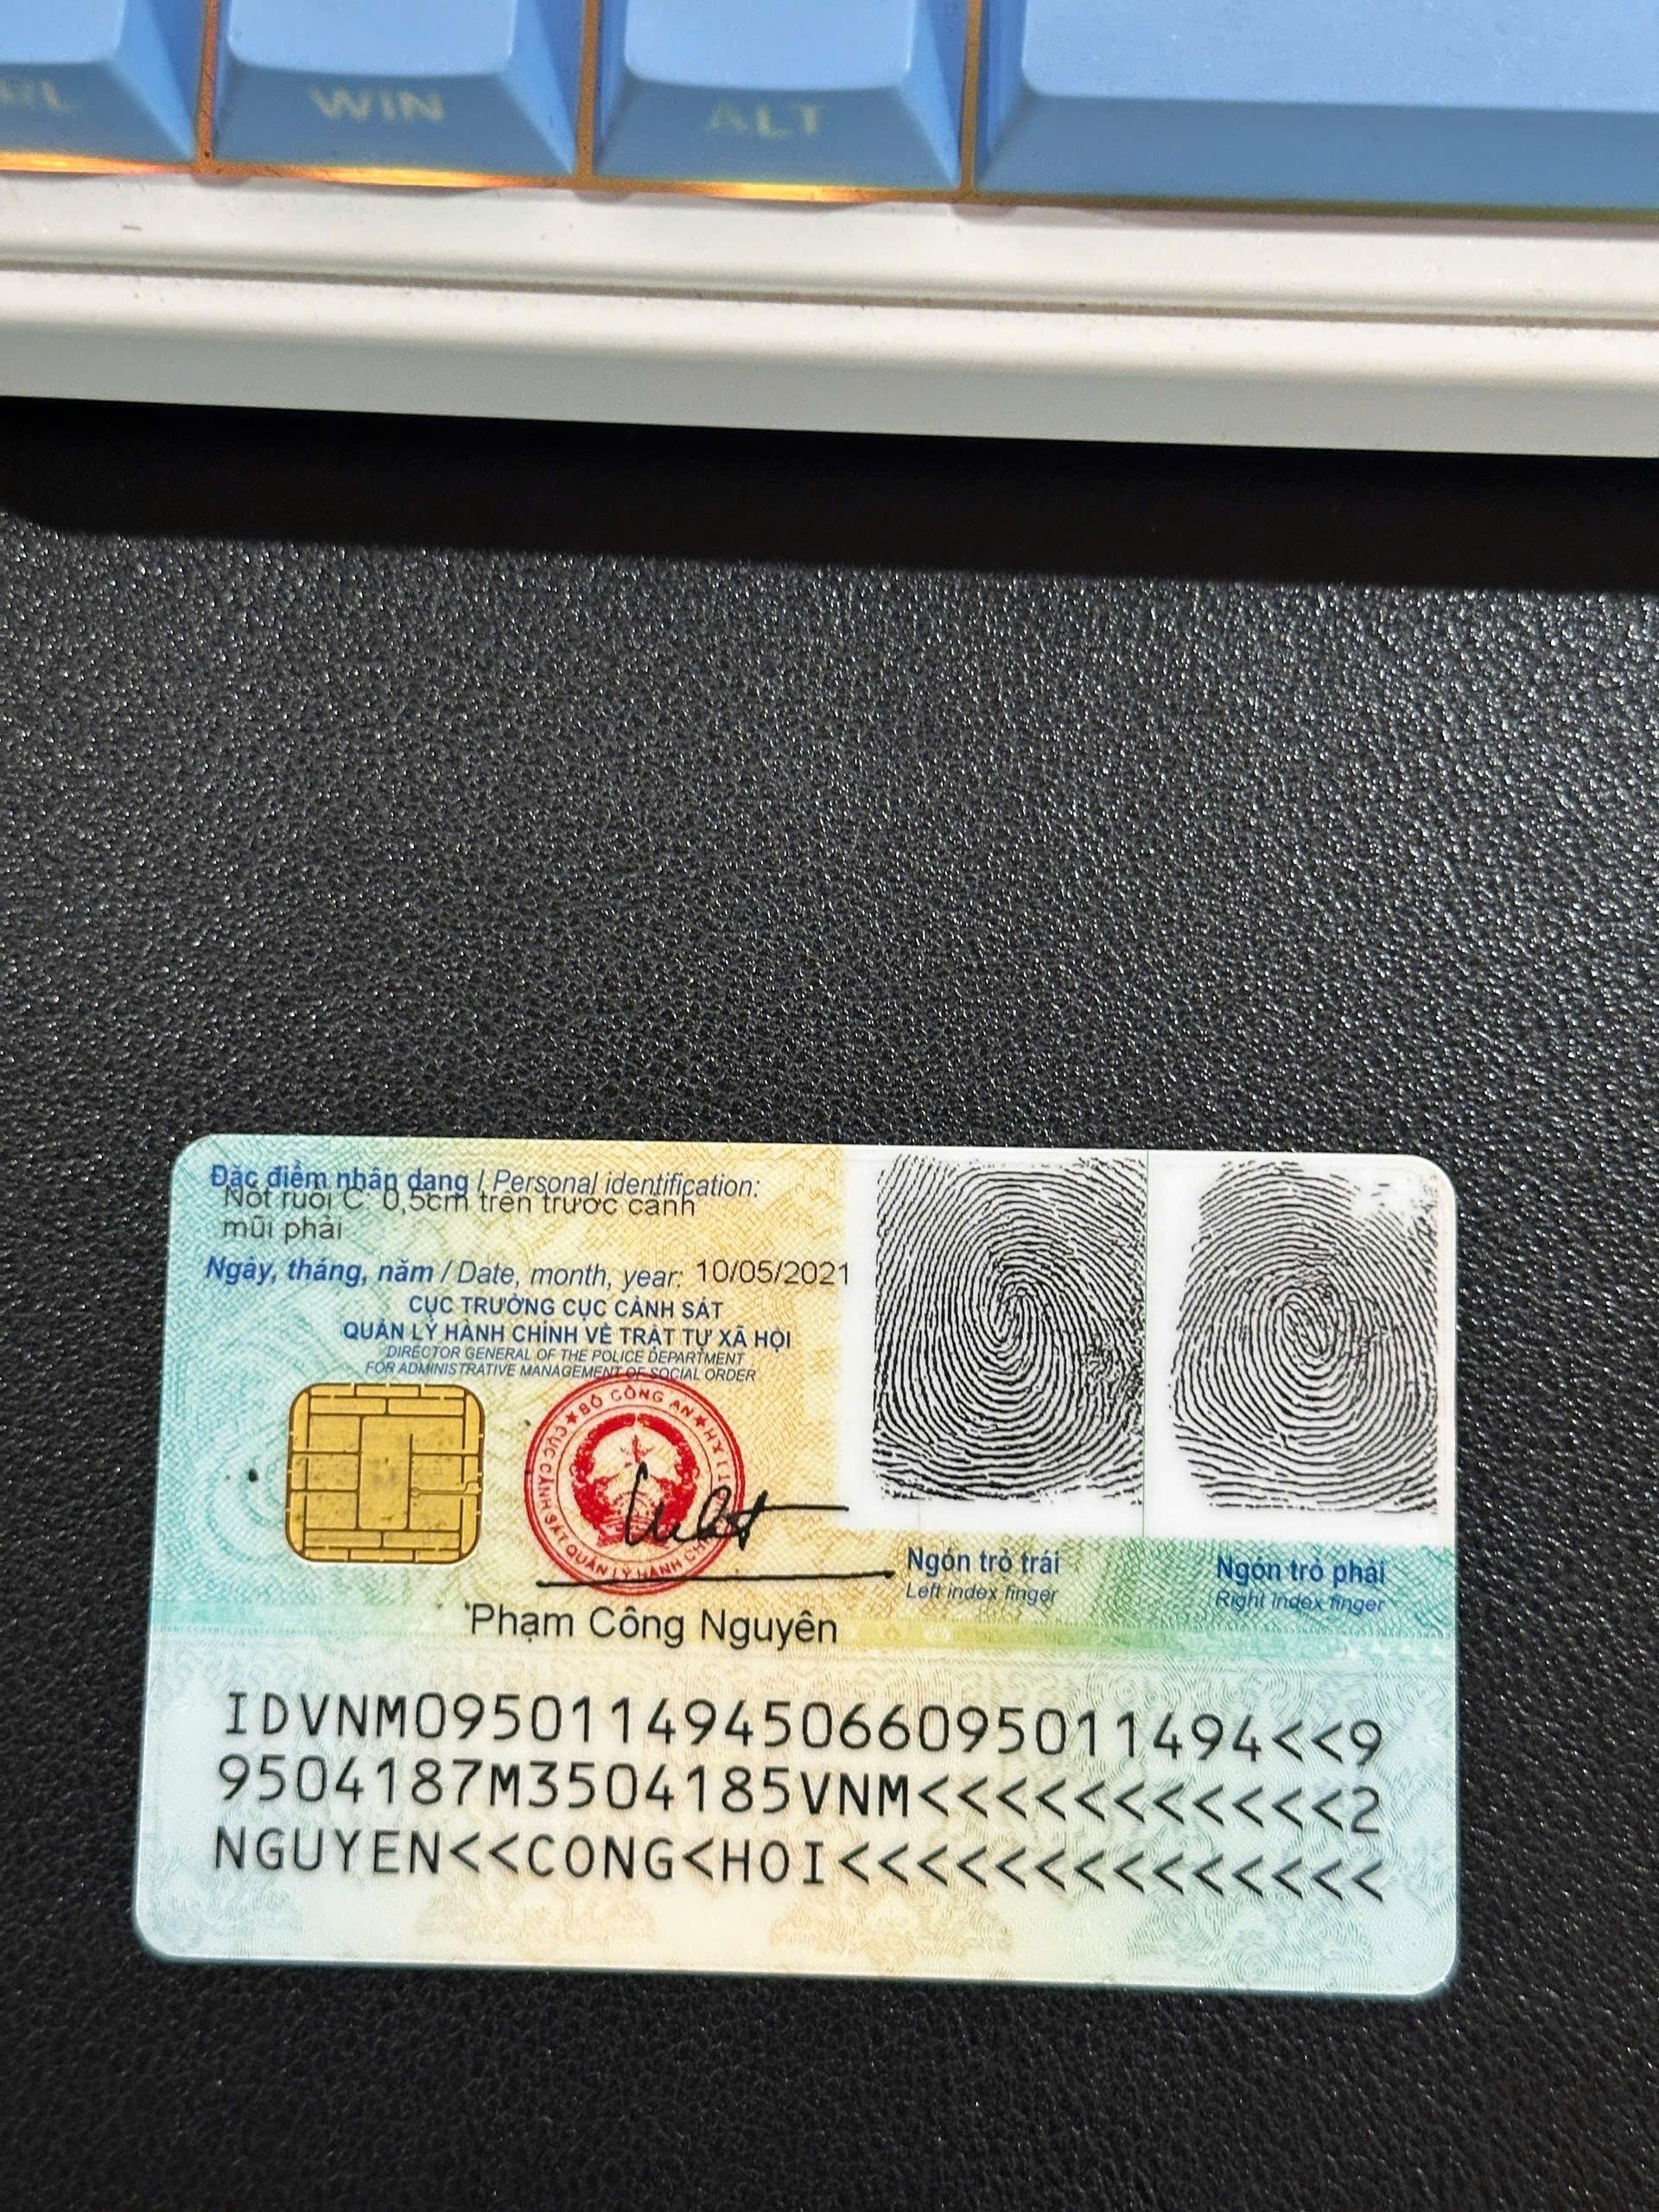 RL WIN ALT
Đặc điểm nhân dạng / Personal identification:
Nốt ruồi C: 0,5cm trên trước cánh
mũi phải
Ngày, tháng, năm / Date, month, year: 10/05/2021
CỤC TRƯỞNG CỤC CẢNH SÁT
QUẢN LÝ HÀNH CHÍNH VỀ TRẬT TỰ XÃ HỘI
DIRECTOR GENERAL OF THE POLICE DEPARTMENT
FOR ADMINISTRATIVE MANAGEMENT OF SOCIAL ORDER
BỘ CÔNG AN
CỤC CẢNH SÁT QUẢN LÝ HÀNH CHÍNH
Ngón trỏ trái
Left index finger
Ngón trỏ phải
Right index finger
Phạm Công Nguyên
IDVNM0950114945066095011494<<9
9504187M3504185VNM<<<<<<<<<<<2
NGUYEN<<CONG<HOI<<<<<<<<<<<<<<